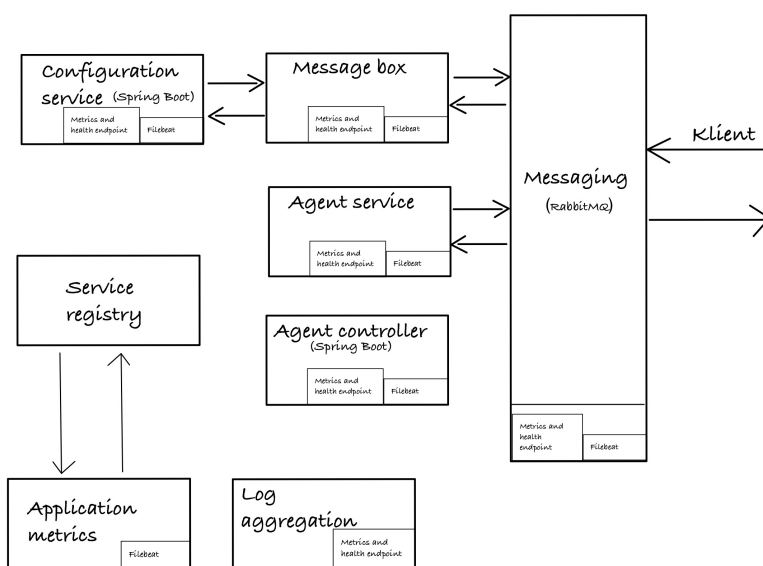 Configuration
service (Spring Boot)
Metrics and
health endpoint
Filebeat
Message box
Metrics and
health endpoint
Filebeat
Messaging
(RabbitMQ)
Metrics and
health
endpoint
Filebeat
Klient
Agent service
Metrics and
health endpoint
Filebeat
Service
registry
Agent controller
(Spring Boot)
Metrics and
health endpoint
Filebeat
Application
metrics
Filebeat
Log
aggregation
Metrics and
health endpoint